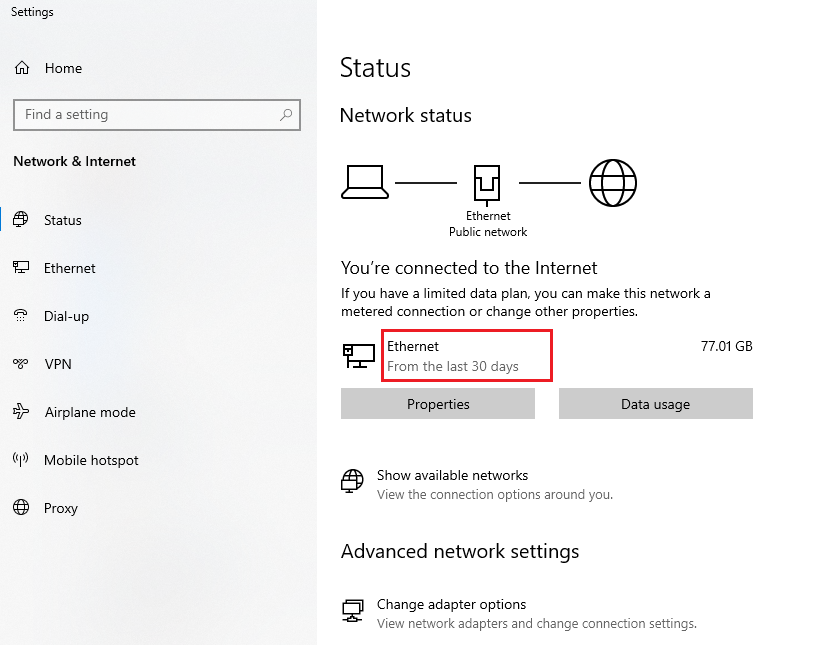 Settings
Home
Find a setting
Network & Internet
Status
Ethernet
Dial-up
VPN
Airplane mode
Mobile hotspot
Proxy
Status
Network status
Ethernet
Public network
You're connected to the Internet
If you have a limited data plan, you can make this network a
metered connection or change other properties.
Ethernet
From the last 30 days
77.01 GB
Properties
Data usage
Show available networks
View the connection options around you.
Advanced network settings
Change adapter options
View network adapters and change connection settings.